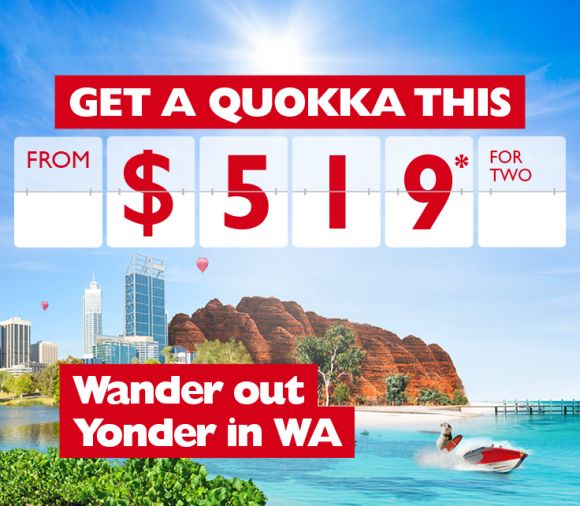 GET A QUOKKA THIS
FROM $519* FOR
TWO
Wander out
Yonder in WA